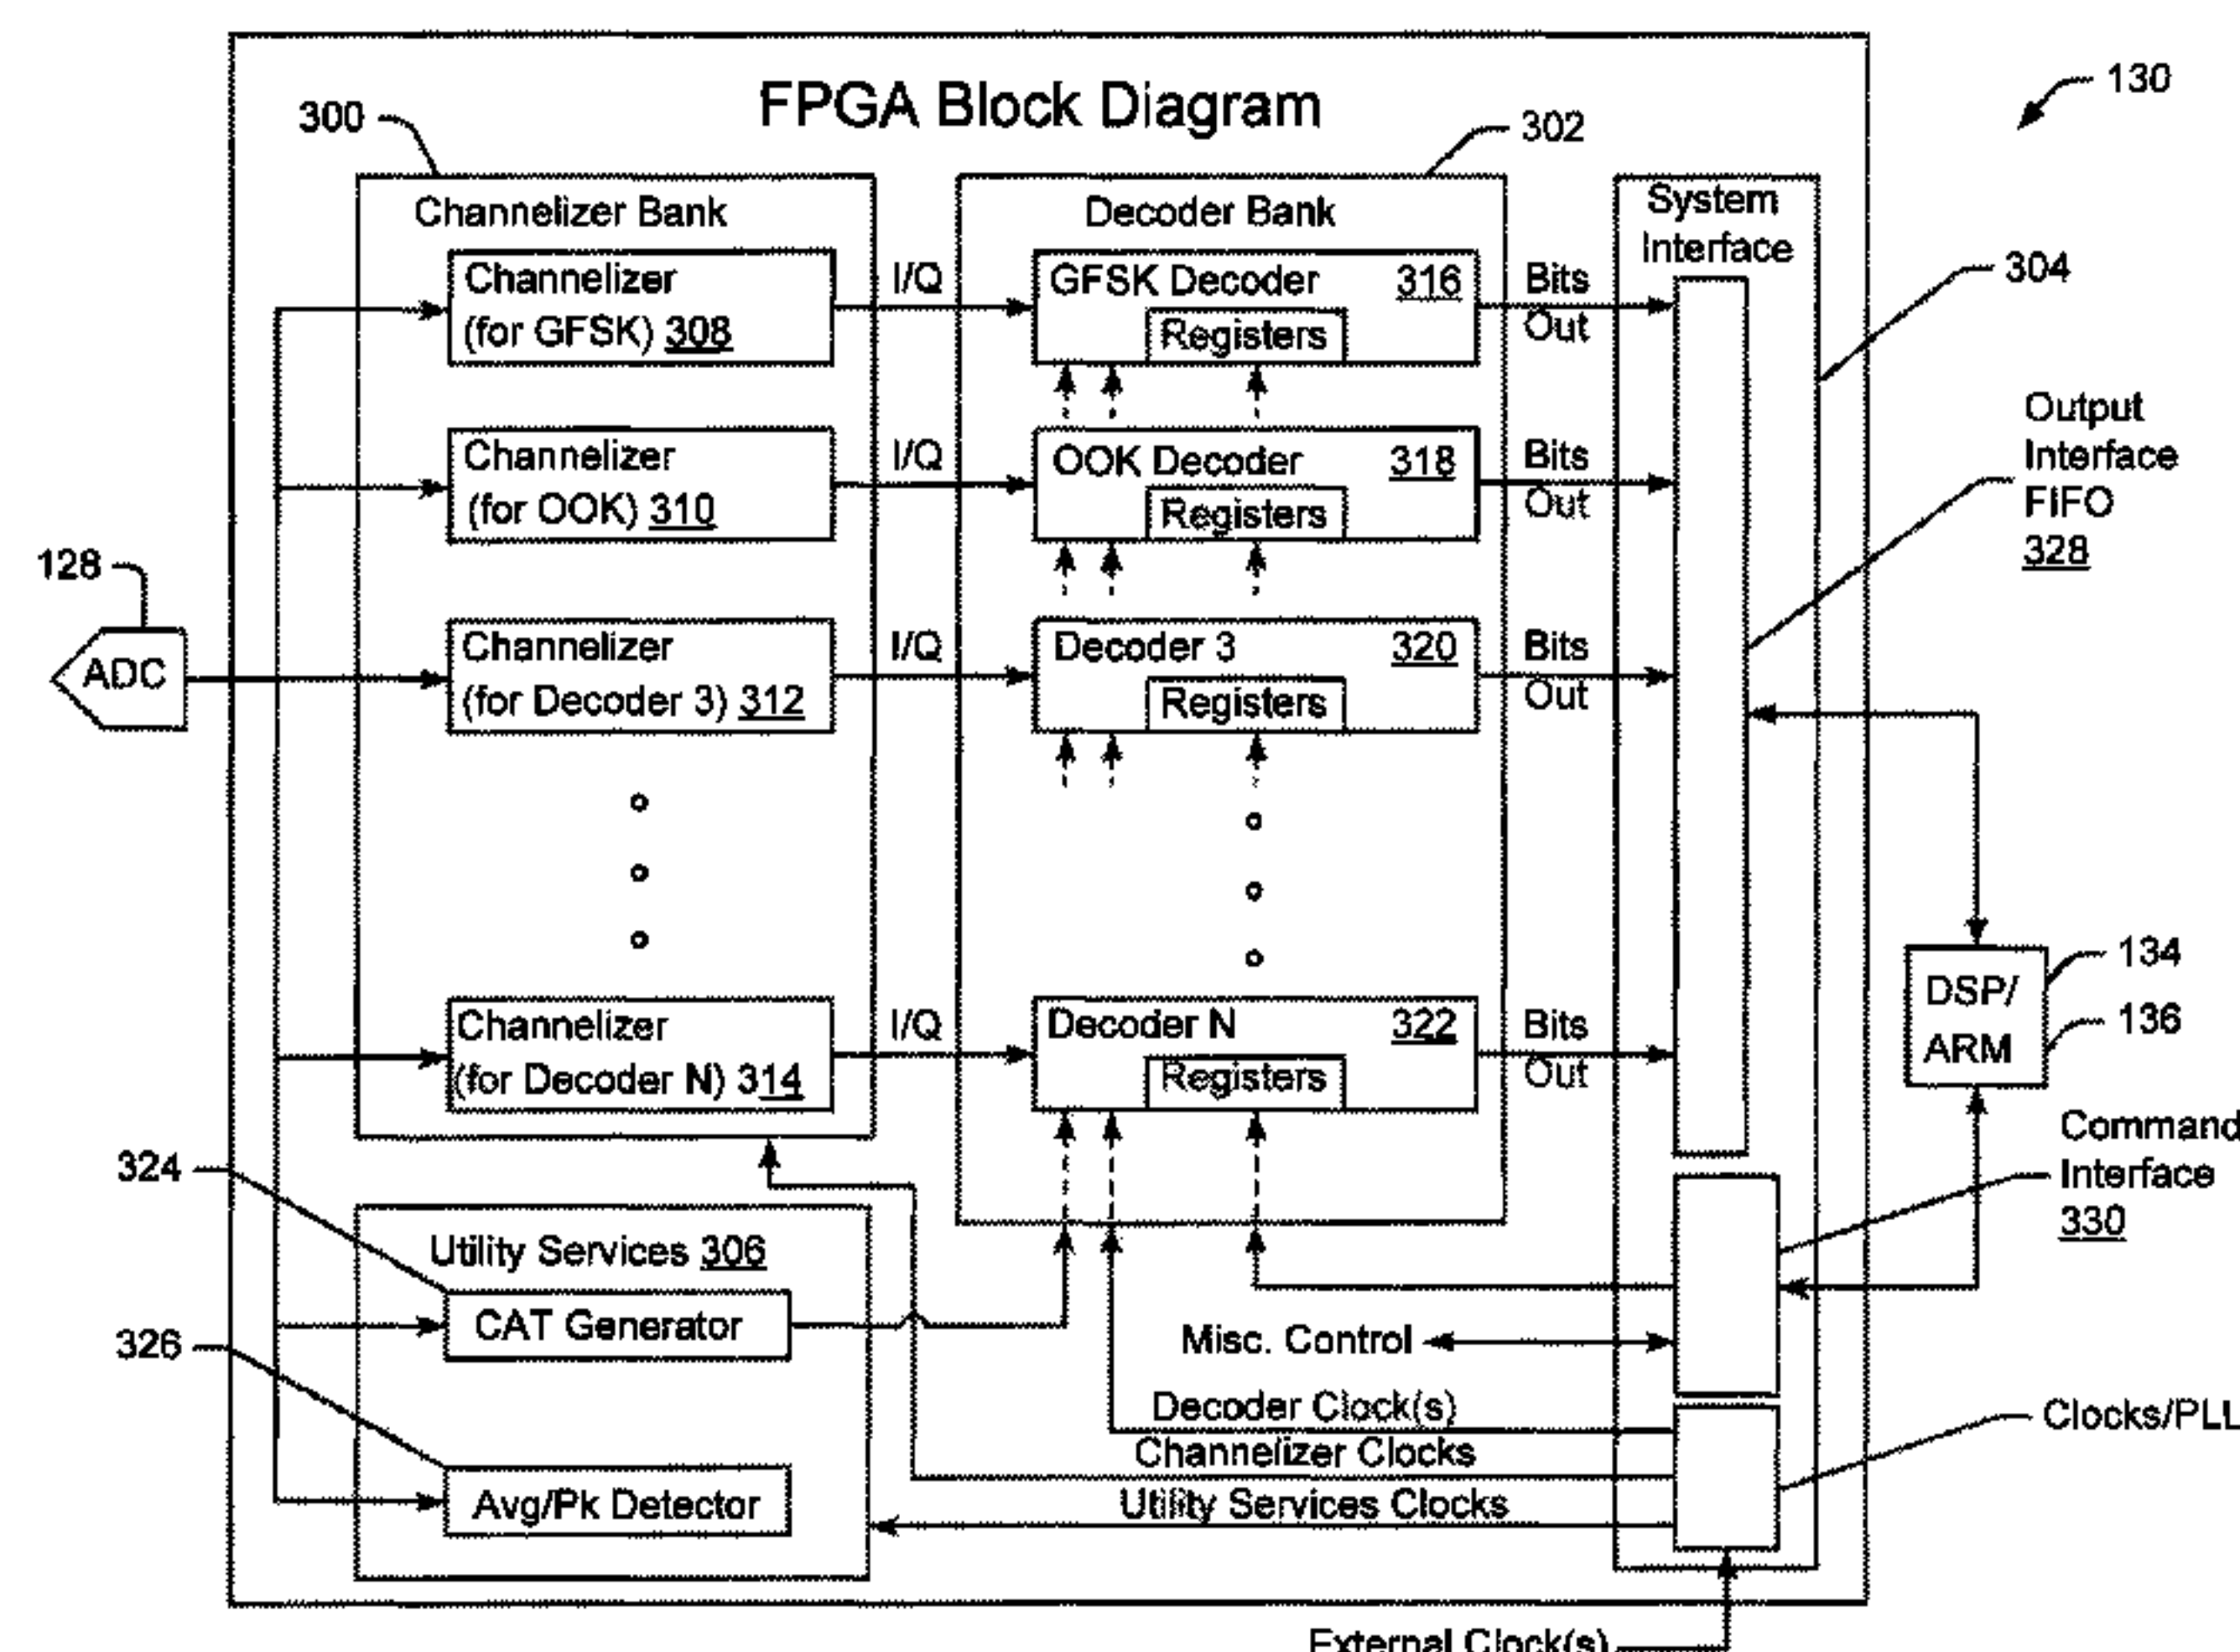 FPGA Block Diagram
130
300
302
Channelizer Bank
Decoder Bank
System
Interface
304
Channelizer
(for GFSK) 308
I/Q
GFSK Decoder 316
Registers
Bits
Out
Output
Interface
FIFO
328
Channelizer
(for OOK) 310
I/Q
OOK Decoder 318
Registers
Bits
Out
128
ADC
Channelizer
(for Decoder 3) 312
I/Q
Decoder 3 320
Registers
Bits
Out
134
DSP/
136
ARM
Channelizer
(for Decoder N) 314
I/Q
Decoder N 322
Registers
Bits
Out
Command
Interface
330
324
Utility Services 306
CAT Generator
326
Avg/Pk Detector
Misc. Control
Decoder Clock(s)
Channelizer Clocks
Utility Services Clocks
Clocks/PLL
External Clock(s)